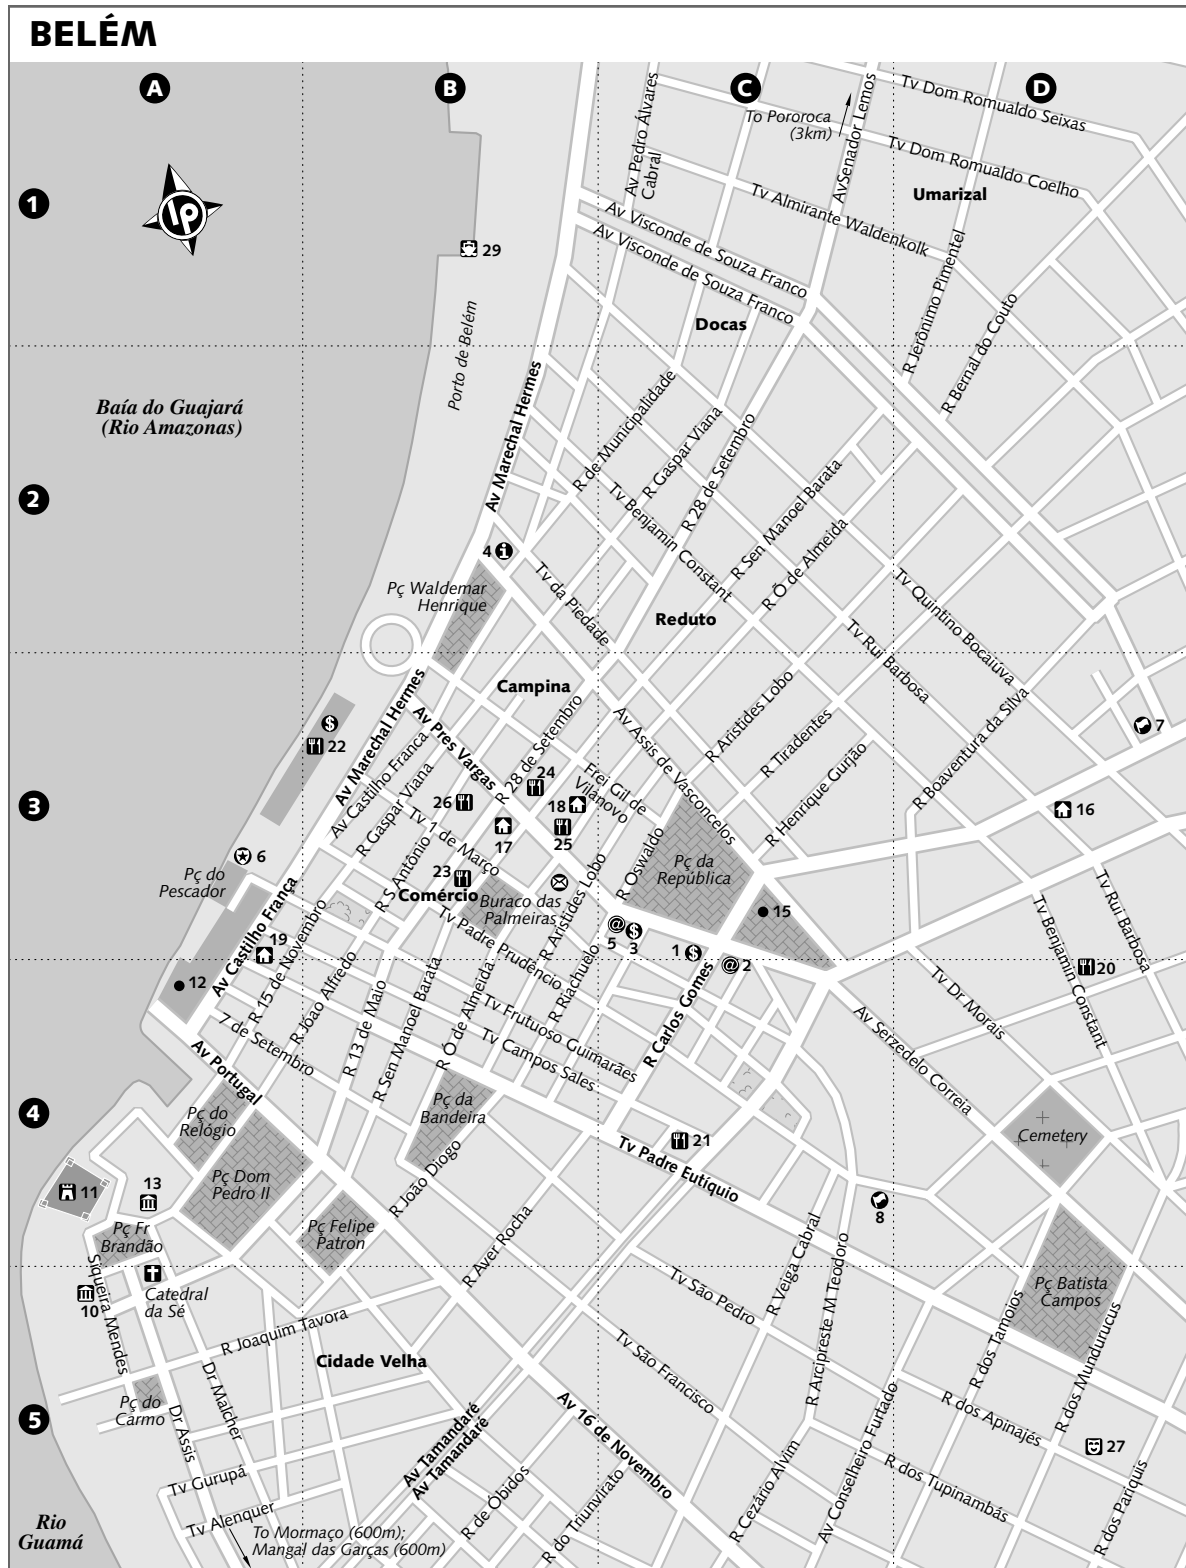 BELÉM
A
B
C
D
1
2
3
4
5
lp
To Pororoca
(3km)
Tv Dom Romualdo Seixas
Tv Dom Romualdo Coelho
AvSenador Lemos
Av Pedro Álvares
Cabral
Umarizal
Tv Almirante Waldenkolk
Av Visconde de Souza Franco
Av Visconde de Souza Franco
R Jerônimo Pimentel
R Bernal do Couto
29
Porto de Belém
Docas
Baía do Guajará
(Rio Amazonas)
Av Marechal Hermes
R de Municipalidade
R Gaspar Viana
R 28 de Setembro
Tv Benjamin Constant
R Sen Manoel Barata
R Ó de Almeida
4
Pç Waldemar
Henrique
Tv da Piedade
Reduto
Tv Quintino Bocaiúva
Tv Rui Barbosa
Campina
Av Marechal Hermes
Av Pres Vargas
R 28 de Setembro
Av Assis de Vasconcelos
R Aristides Lobo
R Tiradentes
R Henrique Gurjão
R Boaventura da Silva
7
22
Av Castilho Franca
R Gaspar Viana
24
Frei Gil de
Vilanovo
26
18
17
25
16
Tv 1 de Março
R S Antônio
6
Pç do
Pescador
23
Comércio
Buraco das
Palmeiras
R Aristides Lobo
R Oswaldo
Pç da
República
15
Tv Rui Barbosa
Tv Benjamin Constant
Av Castilho França
19
R 15 de Novembro
Tv Padre Prudêncio
5
3
1
2
20
12
R Joao Alfredo
R 13 de Maio
R Sen Manoel Barata
R Ó de Almeida
R Riachuelo
Tv Frutuoso Guimarães
Tv Campos Sales
R Carlos Gomes
Tv Dr Morais
Av Serzedelo Correia
7 de Setembro
Av Portugal
Pç do
Relógio
Pç da
Bandeira
Cemetery
21
Tv Padre Eutíquio
Pç Dom
Pedro II
R João Diogo
13
11
8
Pç Fr
Brandão
Pç Felipe
Patron
R Aver Rocha
R Veiga Cabral
R Arcipreste M Teodoro
Siqueira Mendes
10
Catedral
da Sé
Tv São Pedro
Pç Batista
Campos
R dos Tamoios
R dos Mundurucus
R Joaquim Tavora
Cidade Velha
Tv São Francisco
Pç do
Carmo
Dr Malcher
Dr Assis
Av Tamandaré
Av Tamandaré
Av 16 de Novembro
Av Conselheiro Furtado
R dos Apinajés
27
Tv Gurupá
R de Óbidos
R Cezário Alvim
R dos Tupinambás
R dos Pariquis
Tv Alenquer
R do Triunvirato
Rio
Guamá
To Mormaço (600m);
Mangal das Garças (600m)